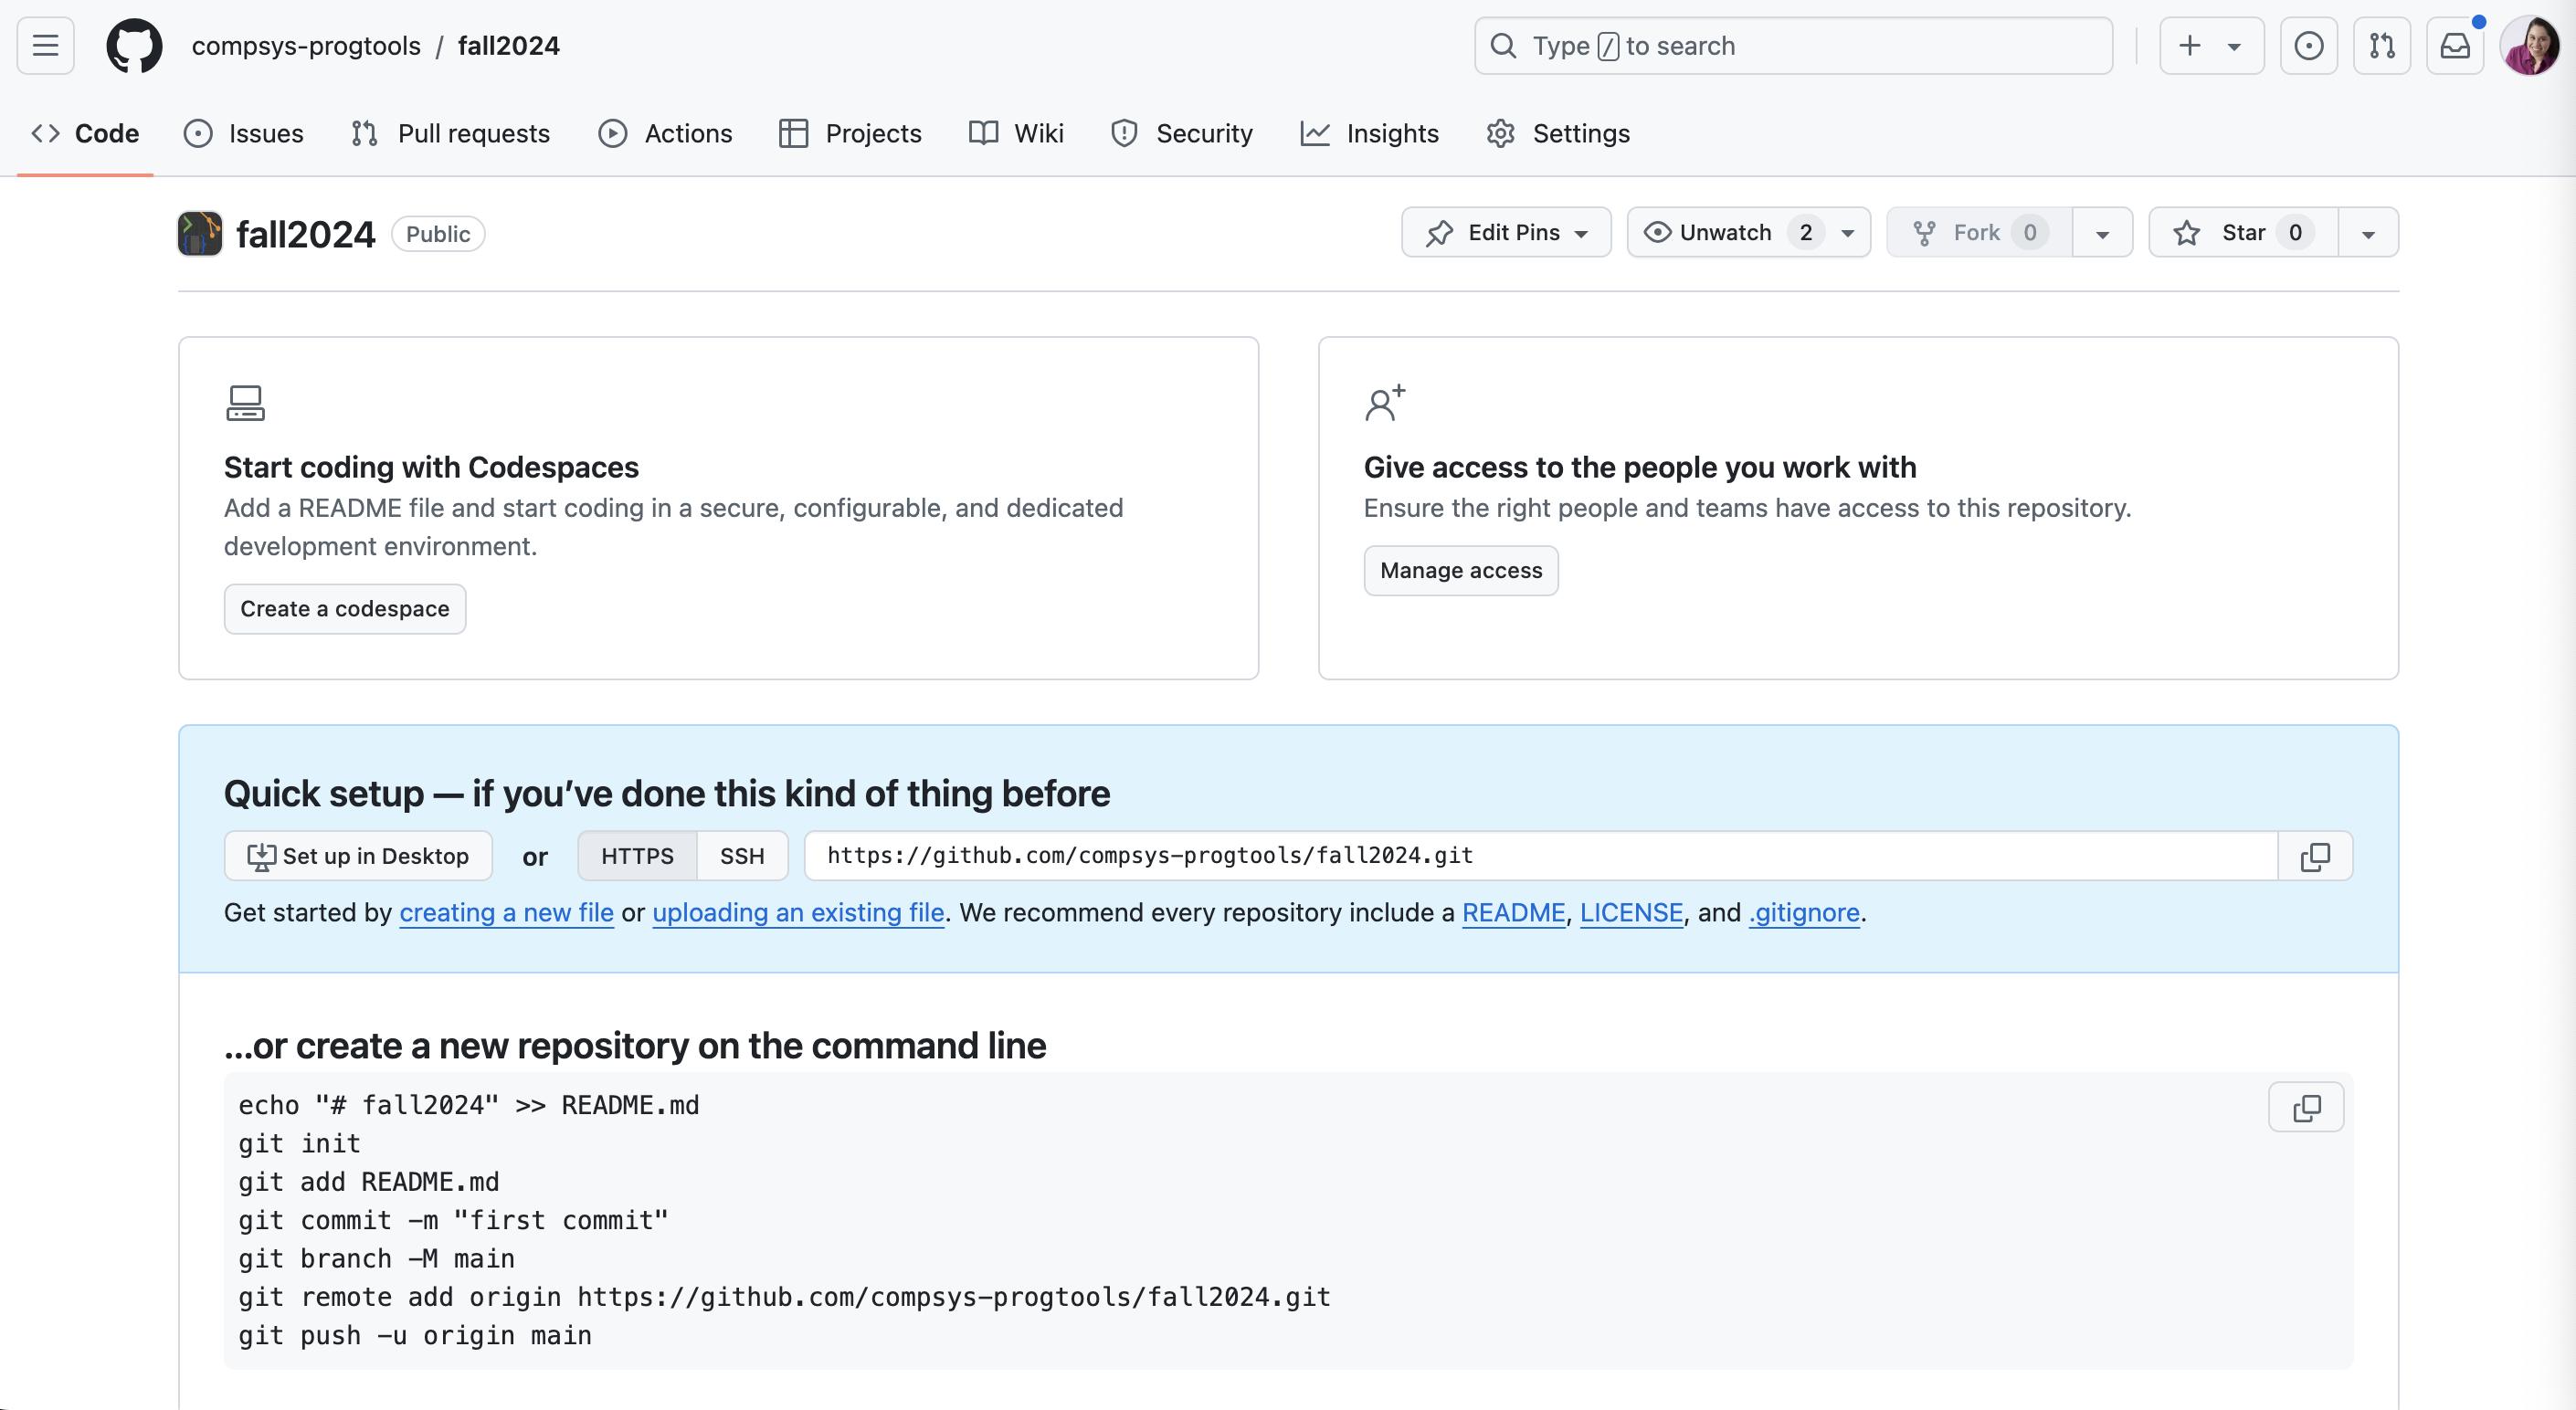 compsys-progtools / fall2024
Type / to search
Code Issues Pull requests Actions Projects Wiki Security Insights Settings
fall2024 Public
Edit Pins Unwatch 2 Fork 0 Star 0
Start coding with Codespaces
Add a README file and start coding in a secure, configurable, and dedicated
development environment.
Create a codespace
Give access to the people you work with
Ensure the right people and teams have access to this repository.
Manage access
Quick setup — if you’ve done this kind of thing before
Set up in Desktop or HTTPS SSH https://github.com/compsys-progtools/fall2024.git
Get started by creating a new file or uploading an existing file. We recommend every repository include a README, LICENSE, and .gitignore.
…or create a new repository on the command line
echo "# fall2024" >> README.md
git init
git add README.md
git commit -m "first commit"
git branch -M main
git remote add origin https://github.com/compsys-progtools/fall2024.git
git push -u origin main